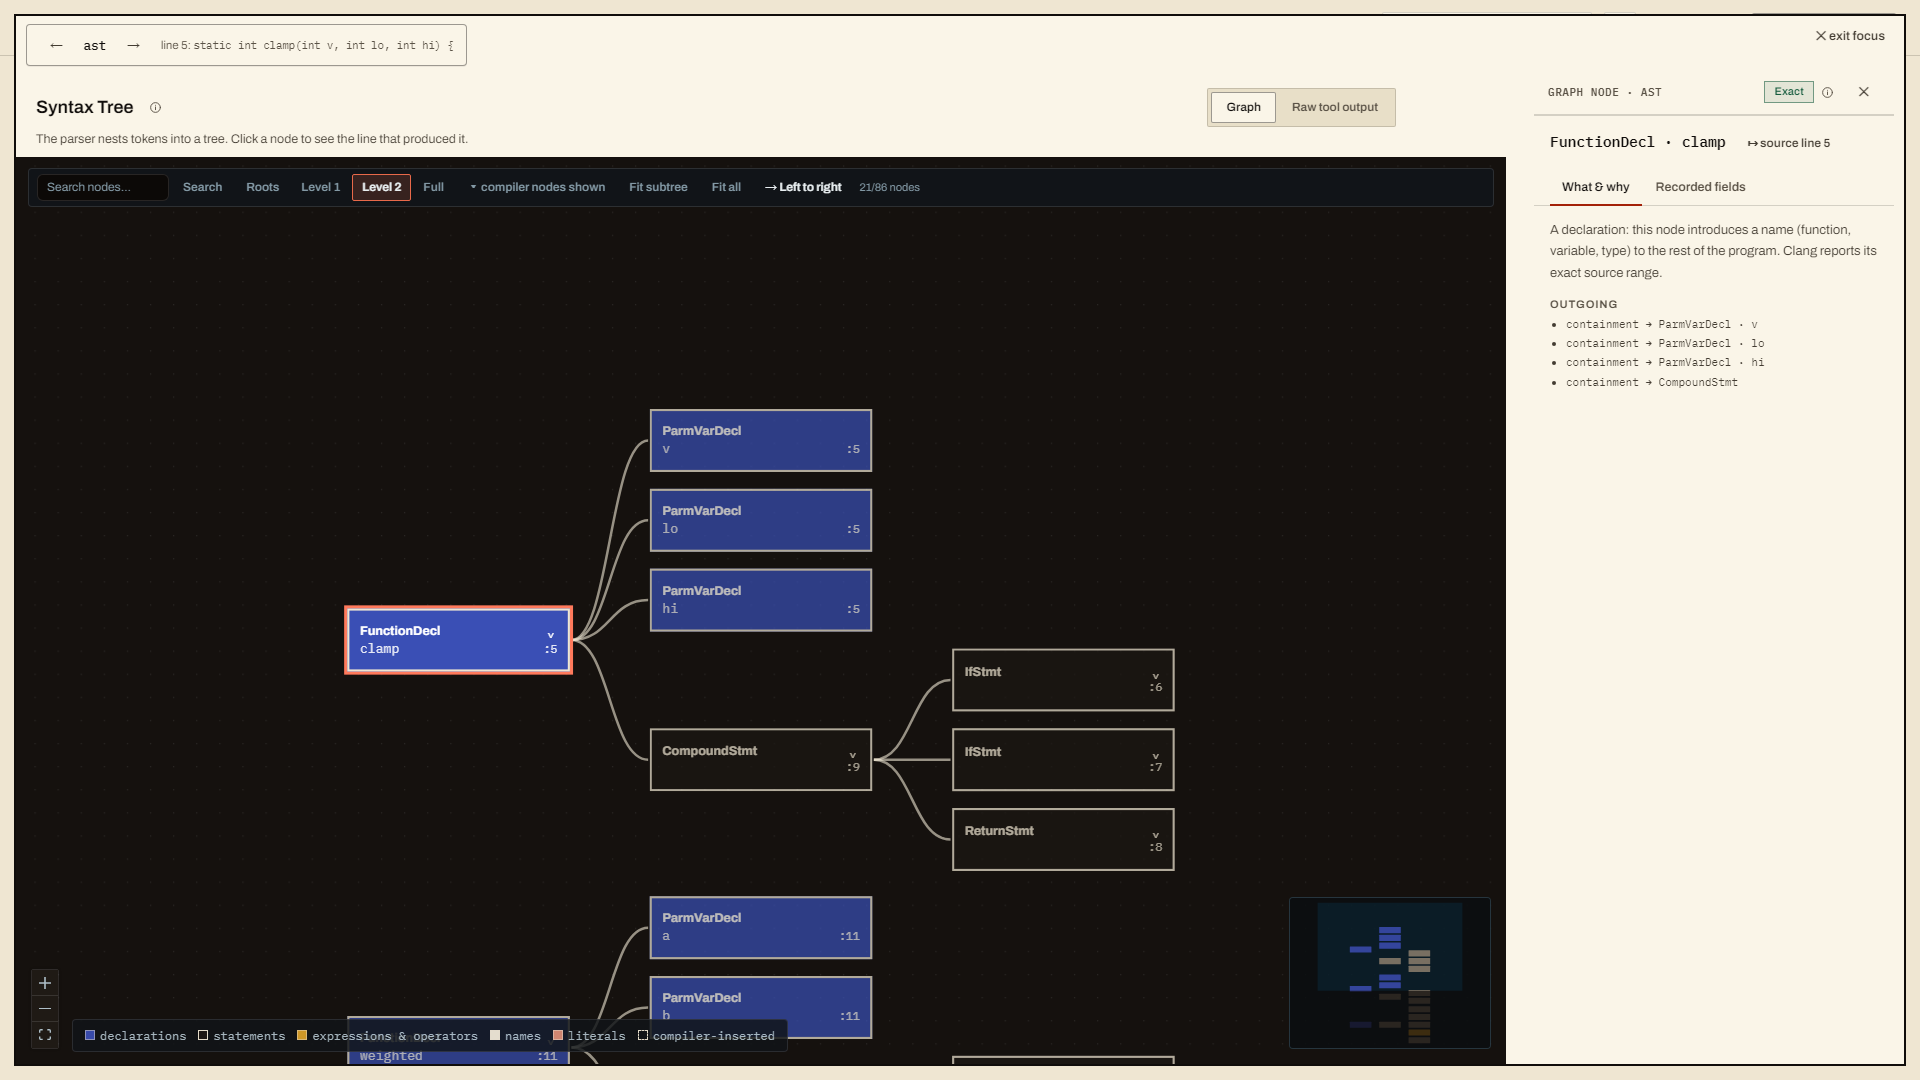 ← ast → line 5: static int clamp(int v, int lo, int hi) {
exit focus
Syntax Tree
Graph
Raw tool output
The parser nests tokens into a tree. Click a node to see the line that produced it.
Search nodes...
Search
Roots
Level 1
Level 2
Full
compiler nodes shown
Fit subtree
Fit all
→ Left to right
21/86 nodes
ParmVarDecl
v :5
ParmVarDecl
lo :5
ParmVarDecl
hi :5
FunctionDecl
clamp :5
IfStmt
:6
CompoundStmt
:9
IfStmt
:7
ReturnStmt
:8
ParmVarDecl
a :11
ParmVarDecl
b :11
weighted :11
declarations
statements
expressions & operators
names
literals
compiler-inserted
GRAPH NODE · AST
Exact
FunctionDecl · clamp
↦ source line 5
What & why
Recorded fields
A declaration: this node introduces a name (function,
variable, type) to the rest of the program. Clang reports its
exact source range.
OUTGOING
• containment → ParmVarDecl · v
• containment → ParmVarDecl · lo
• containment → ParmVarDecl · hi
• containment → CompoundStmt